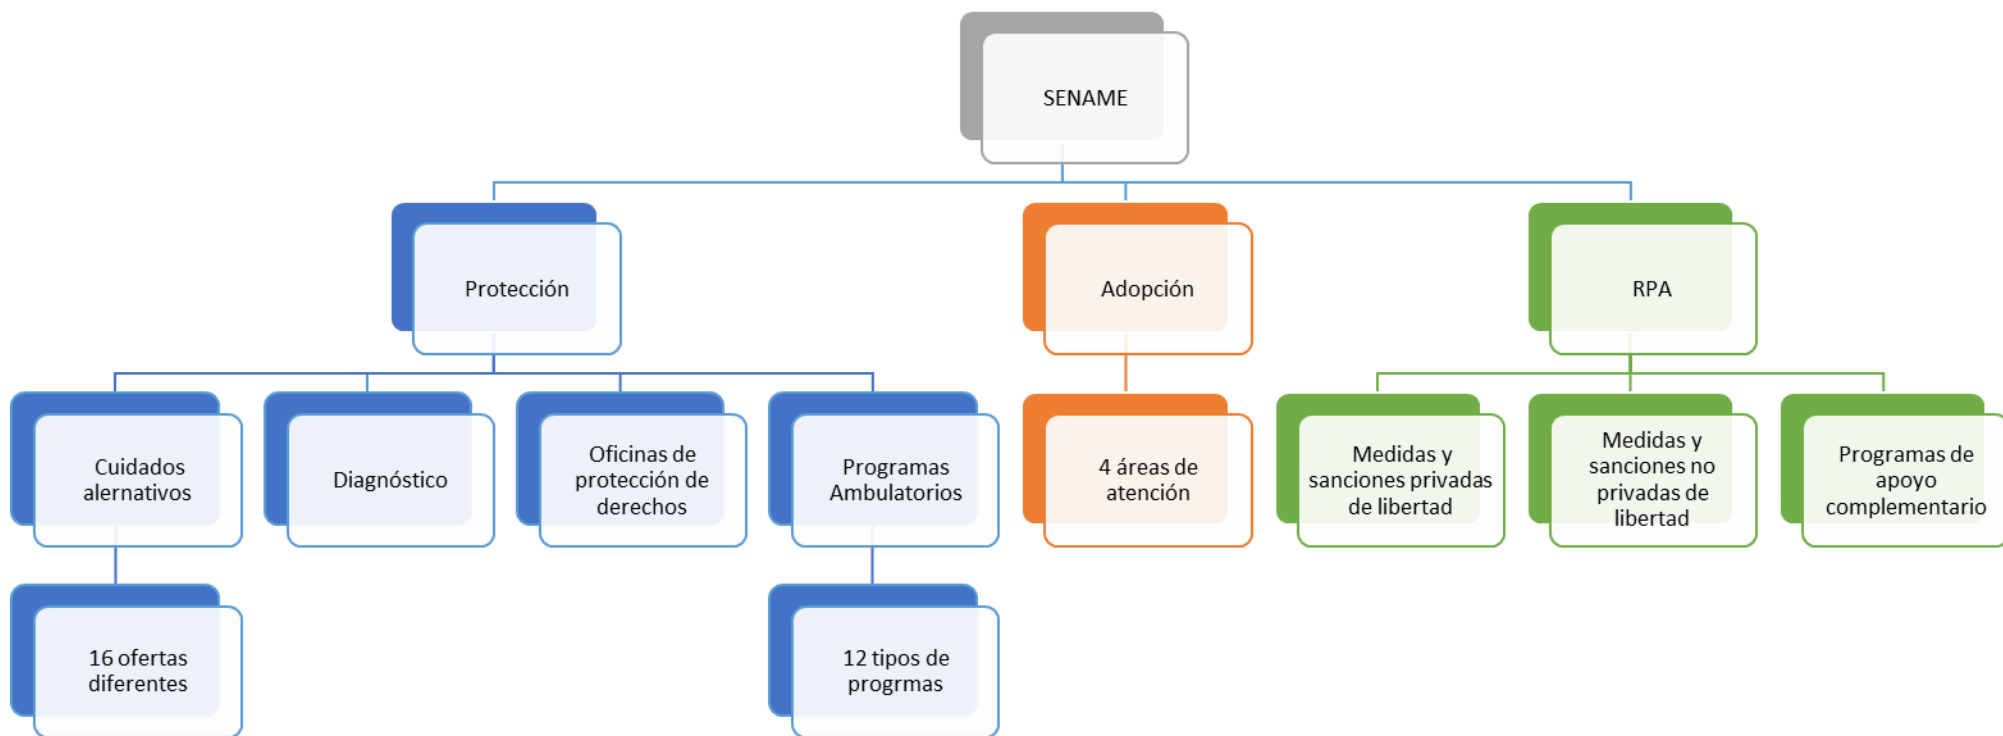 SENAME
Protección
Adopción
RPA
Cuidados
alernativos
Diagnóstico
Oficinas de
protección de
derechos
Programas
Ambulatorios
4 áreas de
atención
Medidas y
sanciones privadas
de libertad
Medidas y
sanciones no
privadas de
libertad
Programas de
apoyo
complementario
16 ofertas
diferentes
12 tipos de
progrmas